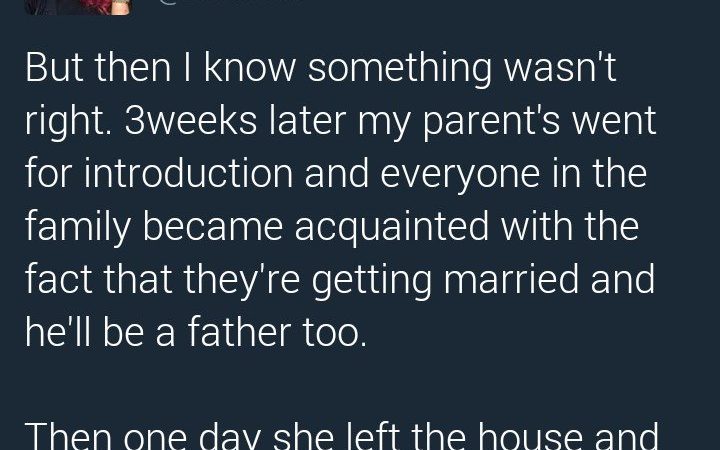 But then I know something wasn't
right. 3weeks later my parent's went
for introduction and everyone in the
family became acquainted with the
fact that they're getting married and
he'll be a father too.
Then one day she left the house and